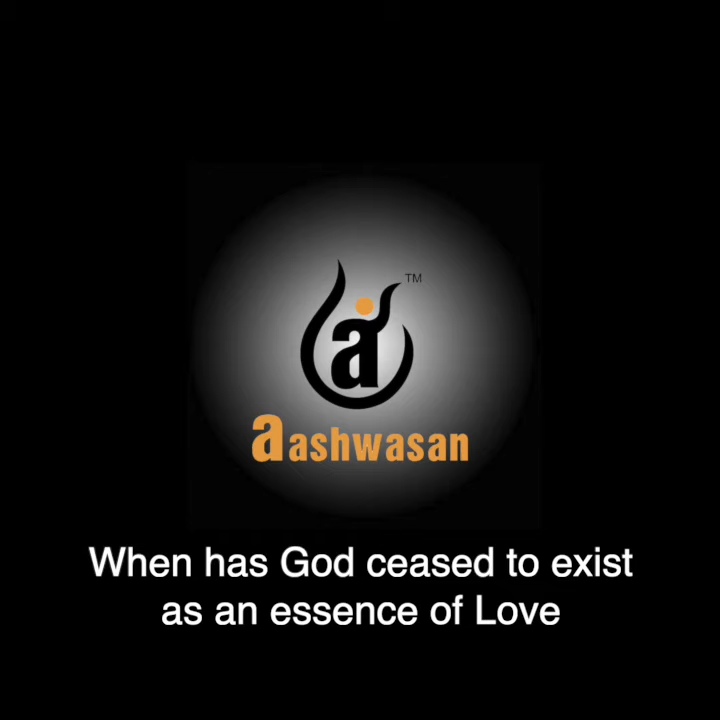 TM
a
aashwasan
When has God ceased to exist
as an essence of Love